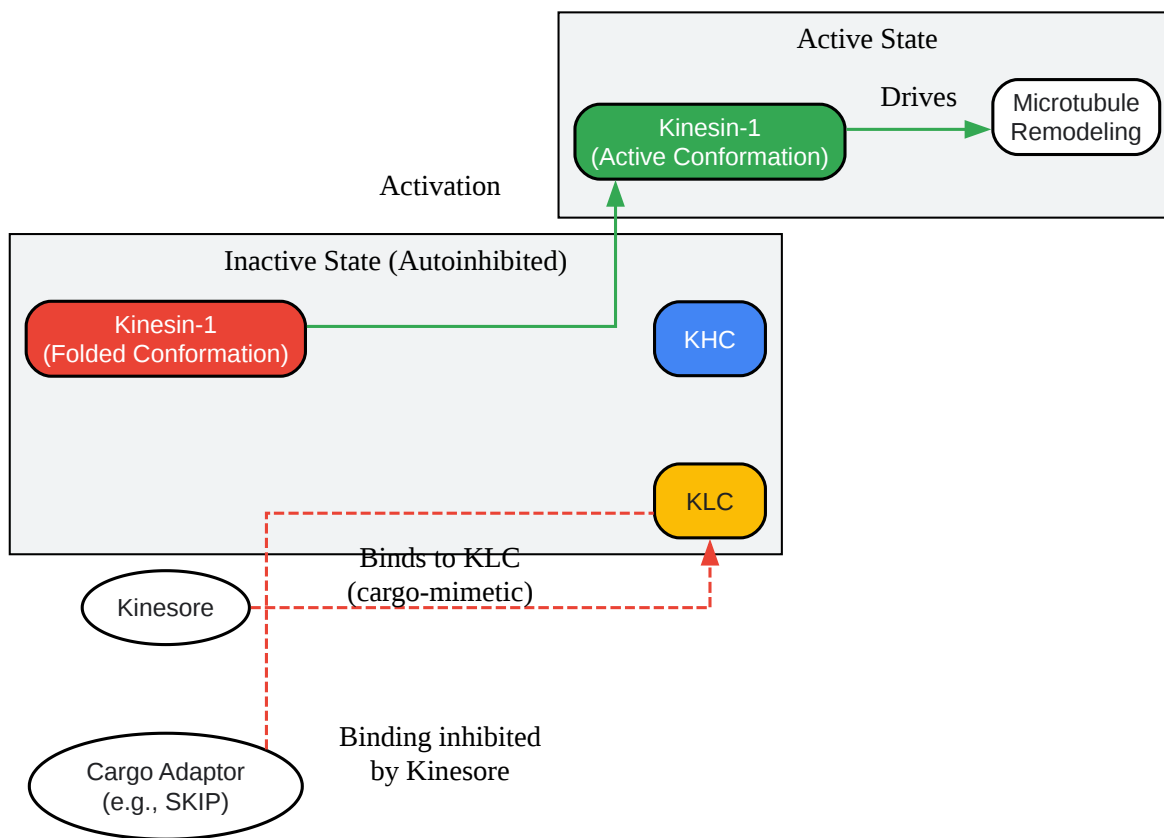 Active State
Drives
Microtubule
Remodeling
Kinesin-1
(Active Conformation)
Activation
Inactive State (Autoinhibited)
Kinesin-1
(Folded Conformation)
KHC
KLC
Binds to KLC
(cargo-mimetic)
Kinesore
Binding inhibited
by Kinesore
Cargo Adaptor
(e.g., SKIP)